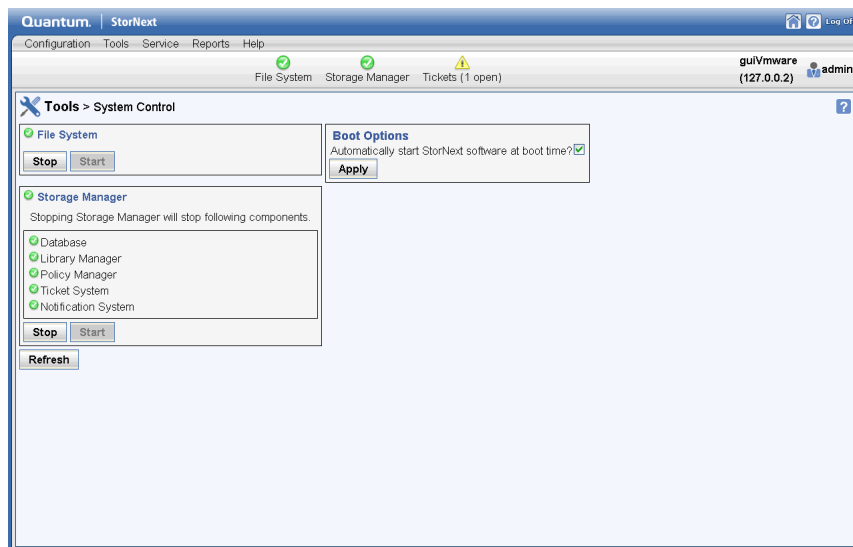 Quantum. | StorNext
Log Of
Configuration Tools Service Reports Help
File System Storage Manager Tickets (1 open)
guiVmware
(127.0.0.2)
admin
Tools > System Control
?
File System
Stop Start
Boot Options
Automatically start StorNext software at boot time?
Apply
Storage Manager
Stopping Storage Manager will stop following components.
Database
Library Manager
Policy Manager
Ticket System
Notification System
Stop Start
Refresh